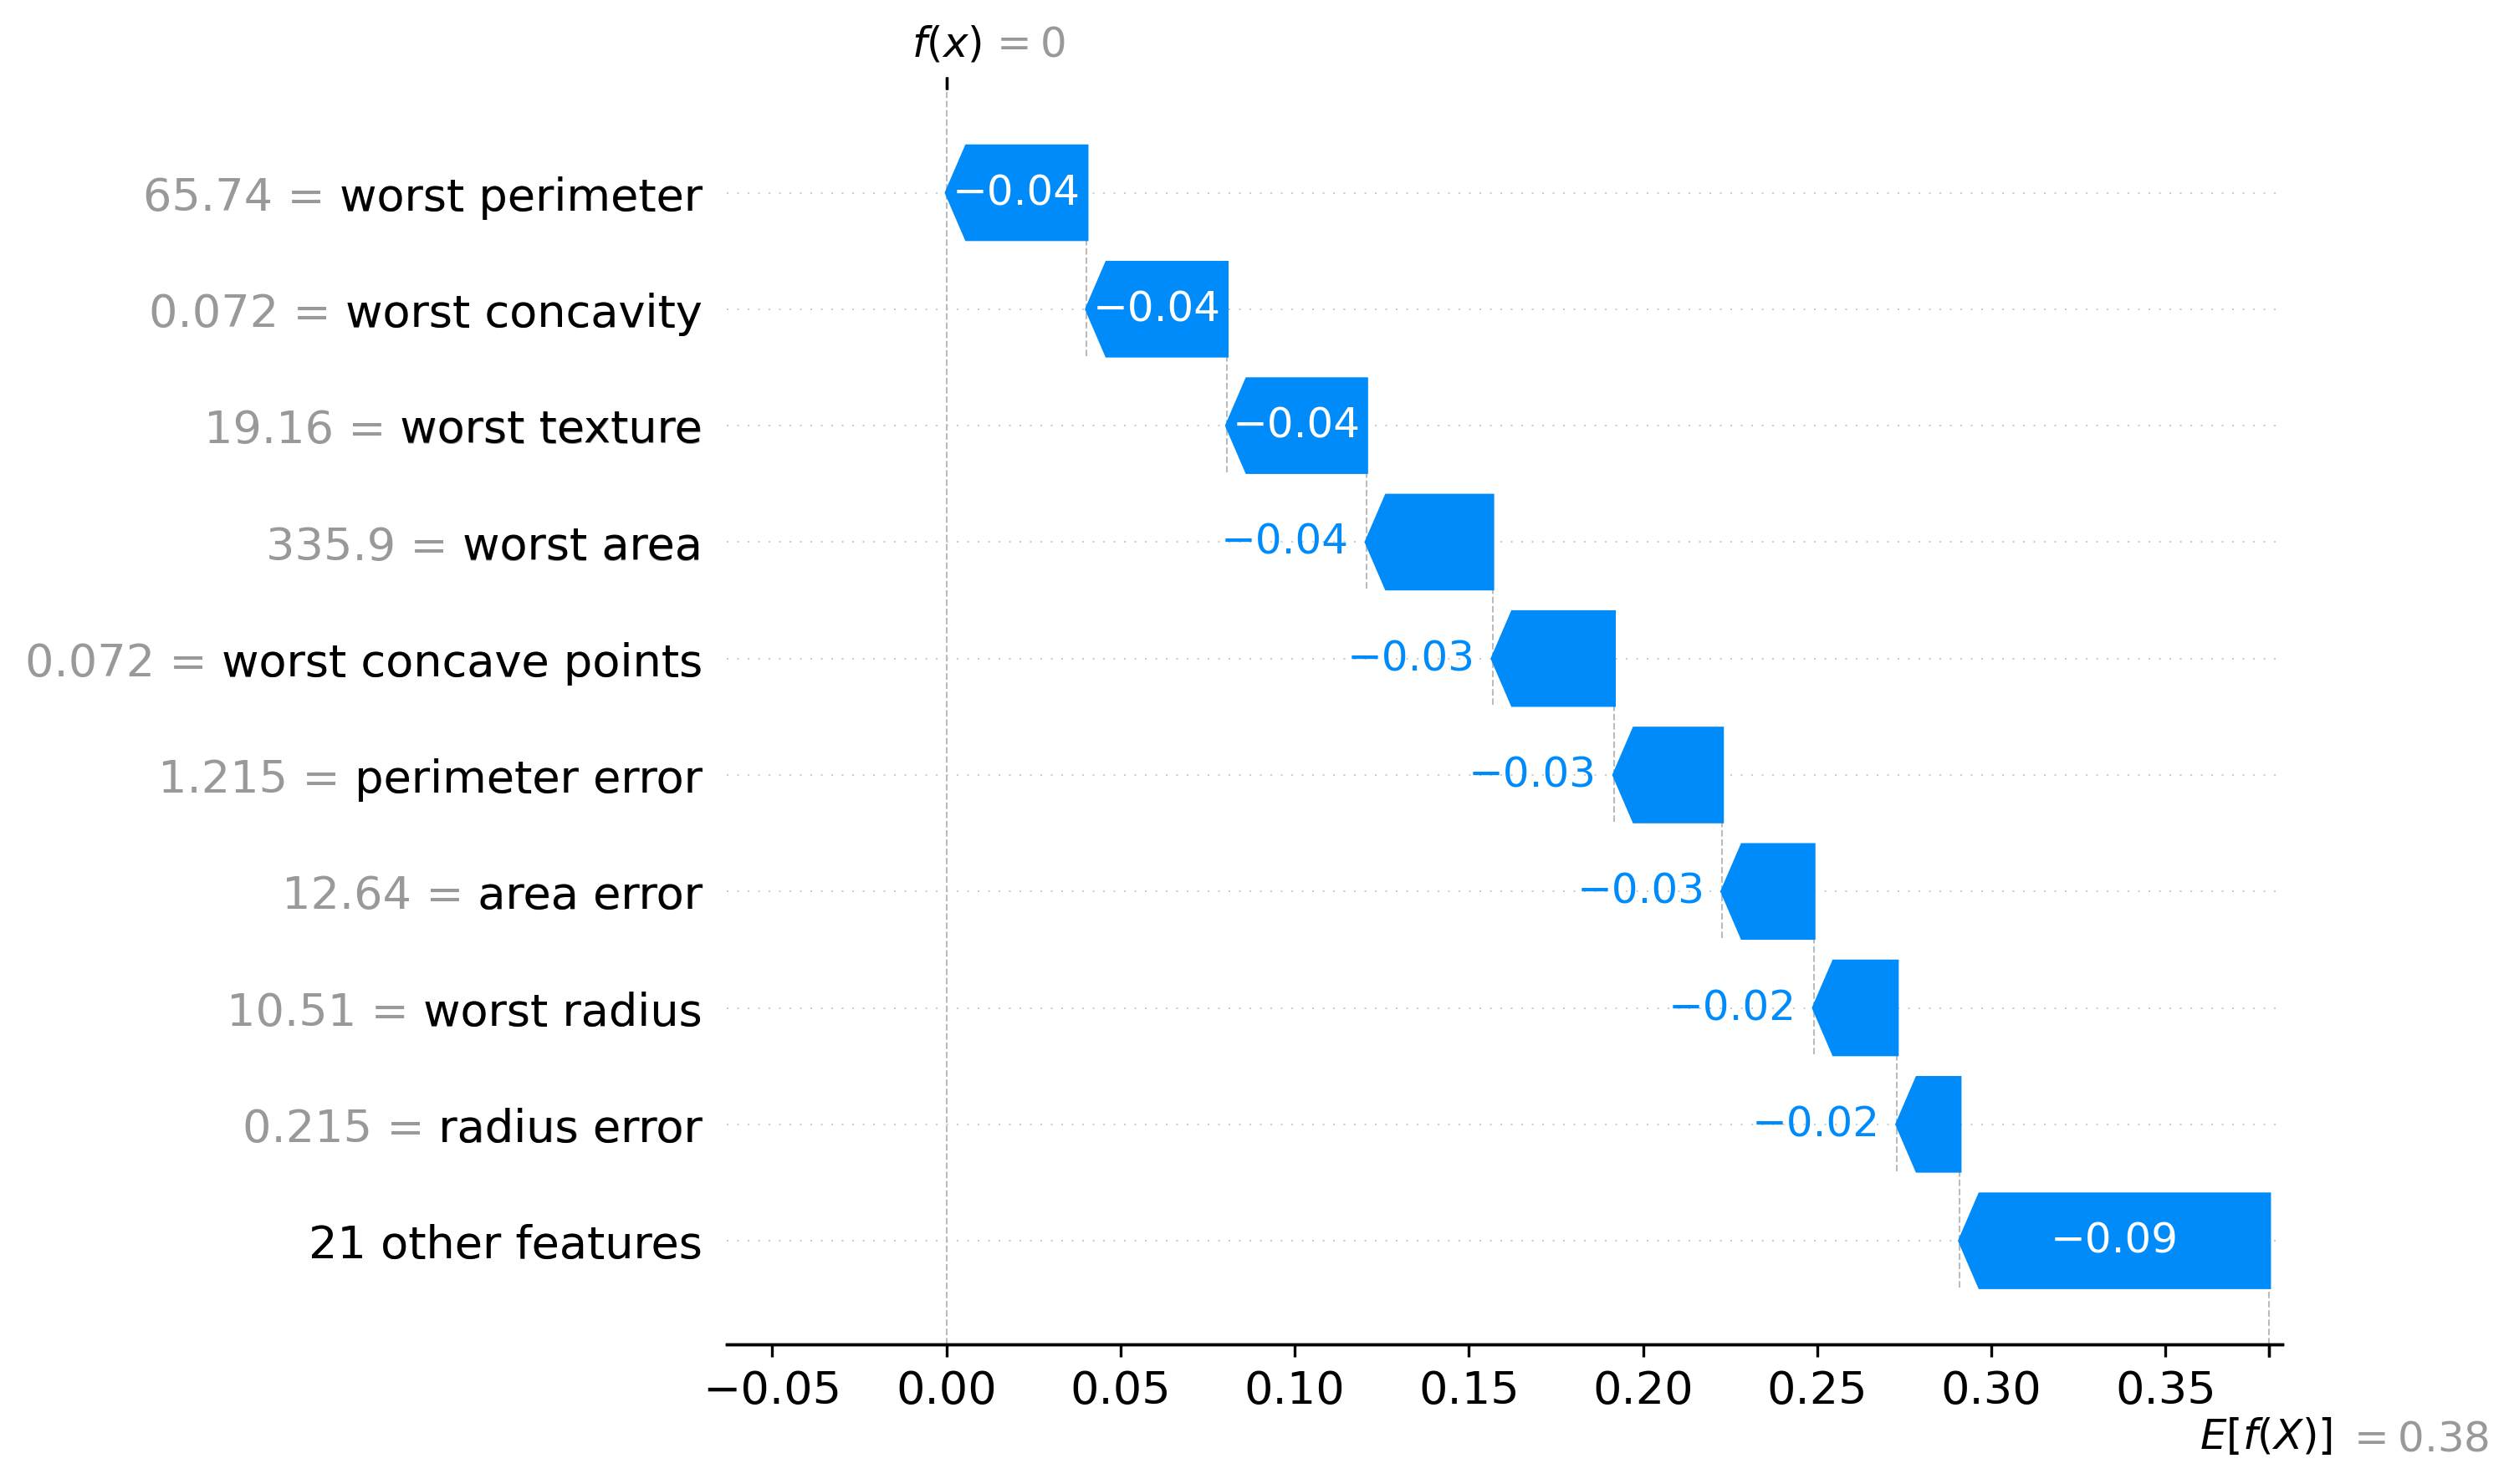 f(x) = 0
65.74 = worst perimeter −0.04
0.072 = worst concavity −0.04
19.16 = worst texture −0.04
335.9 = worst area −0.04
0.072 = worst concave points −0.03
1.215 = perimeter error −0.03
12.64 = area error −0.03
10.51 = worst radius −0.02
0.215 = radius error −0.02
21 other features −0.09
−0.05 0.00 0.05 0.10 0.15 0.20 0.25 0.30 0.35
E[f(X)] = 0.38